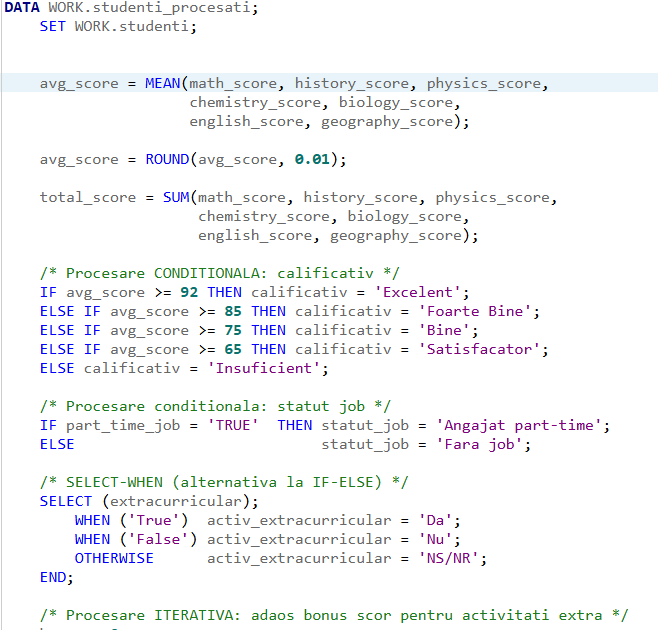 DATA WORK.studenti_procesati;
SET WORK.studenti;
avg_score = MEAN(math_score, history_score, physics_score,
chemistry_score, biology_score,
english_score, geography_score);
avg_score = ROUND(avg_score, 0.01);
total_score = SUM(math_score, history_score, physics_score,
chemistry_score, biology_score,
english_score, geography_score);
/* Procesare CONDITIONALA: calificativ */
IF avg_score >= 92 THEN calificativ = 'Excelent';
ELSE IF avg_score >= 85 THEN calificativ = 'Foarte Bine';
ELSE IF avg_score >= 75 THEN calificativ = 'Bine';
ELSE IF avg_score >= 65 THEN calificativ = 'Satisfacator';
ELSE calificativ = 'Insuficient';
/* Procesare conditionala: statut job */
IF part_time_job = 'TRUE'  THEN statut_job = 'Angajat part-time';
ELSE                            statut_job = 'Fara job';
/* SELECT-WHEN (alternativa la IF-ELSE) */
SELECT (extracurricular);
WHEN ('True')  activ_extracurricular = 'Da';
WHEN ('False') activ_extracurricular = 'Nu';
OTHERWISE      activ_extracurricular = 'NS/NR';
END;
/* Procesare ITERATIVA: adaos bonus scor pentru activitati extra */